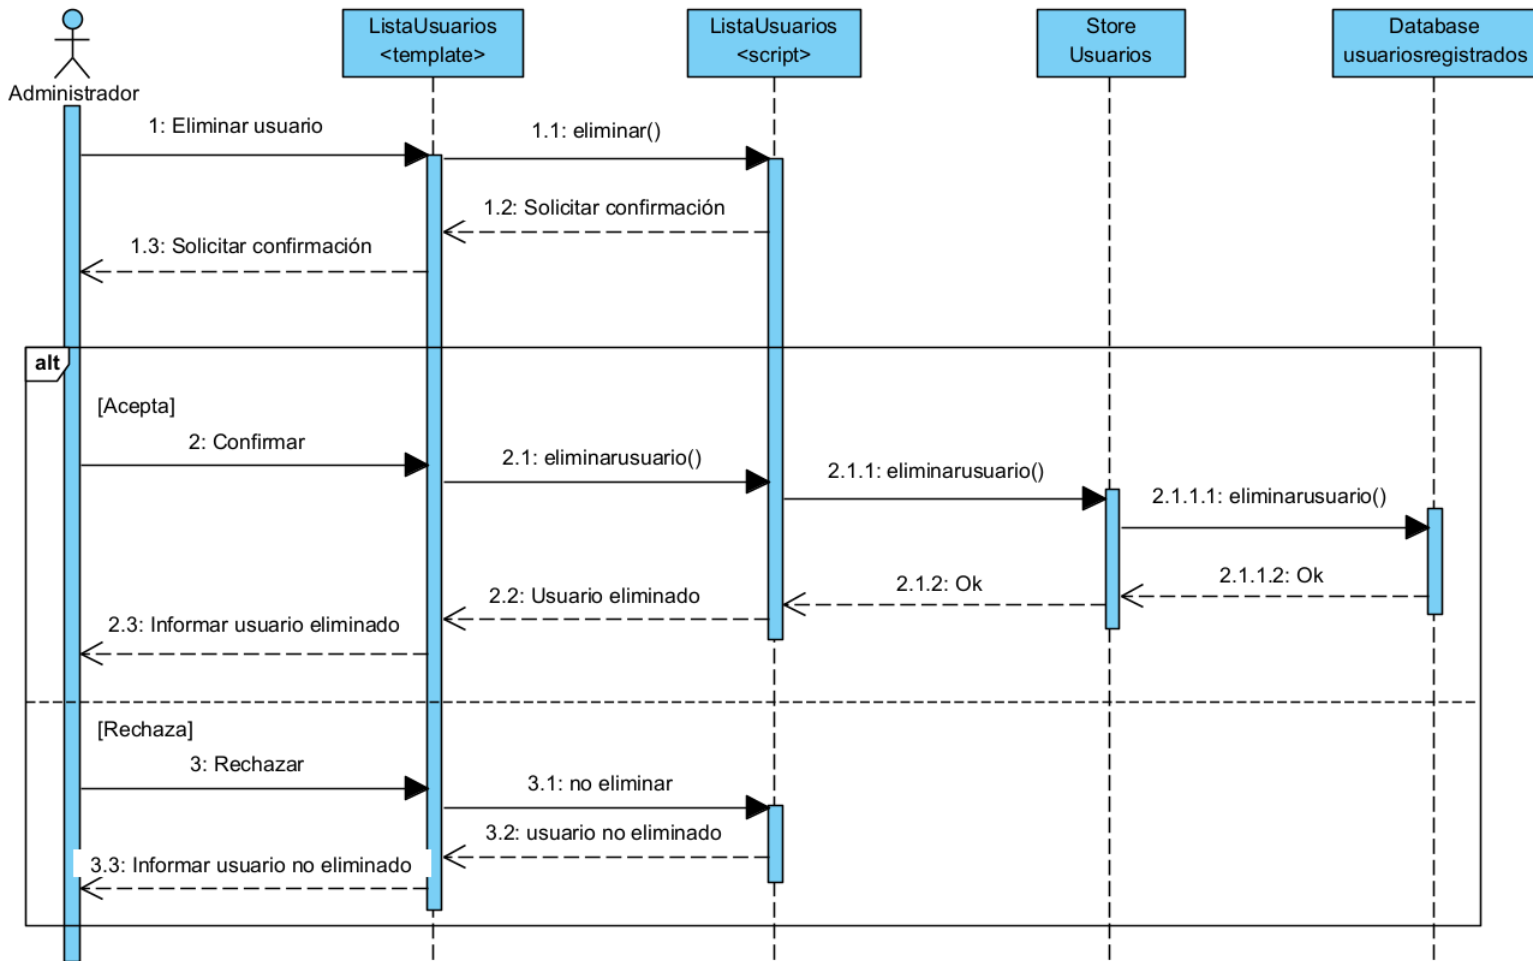 Administrador
ListaUsuarios
<template>
ListaUsuarios
<script>
Store
Usuarios
Database
usuariosregistrados
1: Eliminar usuario
1.1: eliminar()
1.2: Solicitar confirmación
1.3: Solicitar confirmación
alt
[Acepta]
2: Confirmar
2.1: eliminarusuario()
2.1.1: eliminarusuario()
2.1.1.1: eliminarusuario()
2.1.1.2: Ok
2.1.2: Ok
2.2: Usuario eliminado
2.3: Informar usuario eliminado
[Rechaza]
3: Rechazar
3.1: no eliminar
3.2: usuario no eliminado
3.3: Informar usuario no eliminado